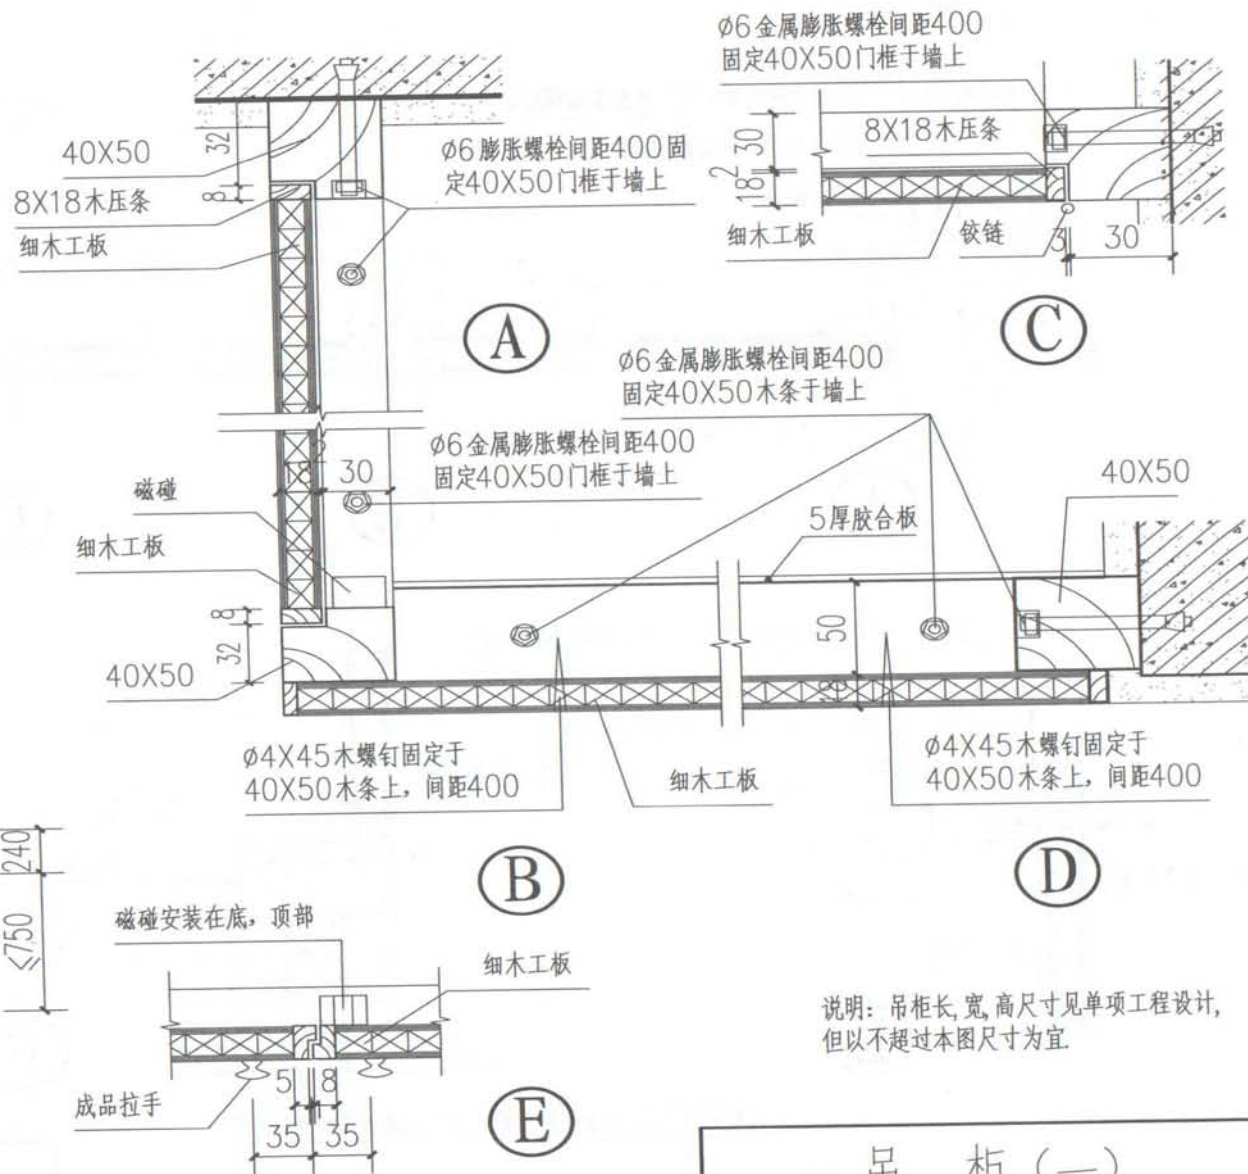 Ø6金属膨胀螺栓间距400
固定40X50门框于墙上
40X50
32
8
8X18木压条
细木工板
Ø6膨胀螺栓间距400固
定40X50门框于墙上
30
2
18
8X18木压条
细木工板
铰链
3
30
A
C
Ø6金属膨胀螺栓间距400
固定40X50木条于墙上
Ø6金属膨胀螺栓间距400
固定40X50门框于墙上
30
磁碰
细木工板
5厚胶合板
40X50
8
32
40X50
50
Ø4X45木螺钉固定于
40X50木条上，间距400
细木工板
Ø4X45木螺钉固定于
40X50木条上，间距400
B
D
240
≤750
磁碰安装在底，顶部
细木工板
成品拉手
5
8
35
35
E
说明：吊柜长,宽,高尺寸见单项工程设计,
但以不超过本图尺寸为宜.
吊 柜（一）